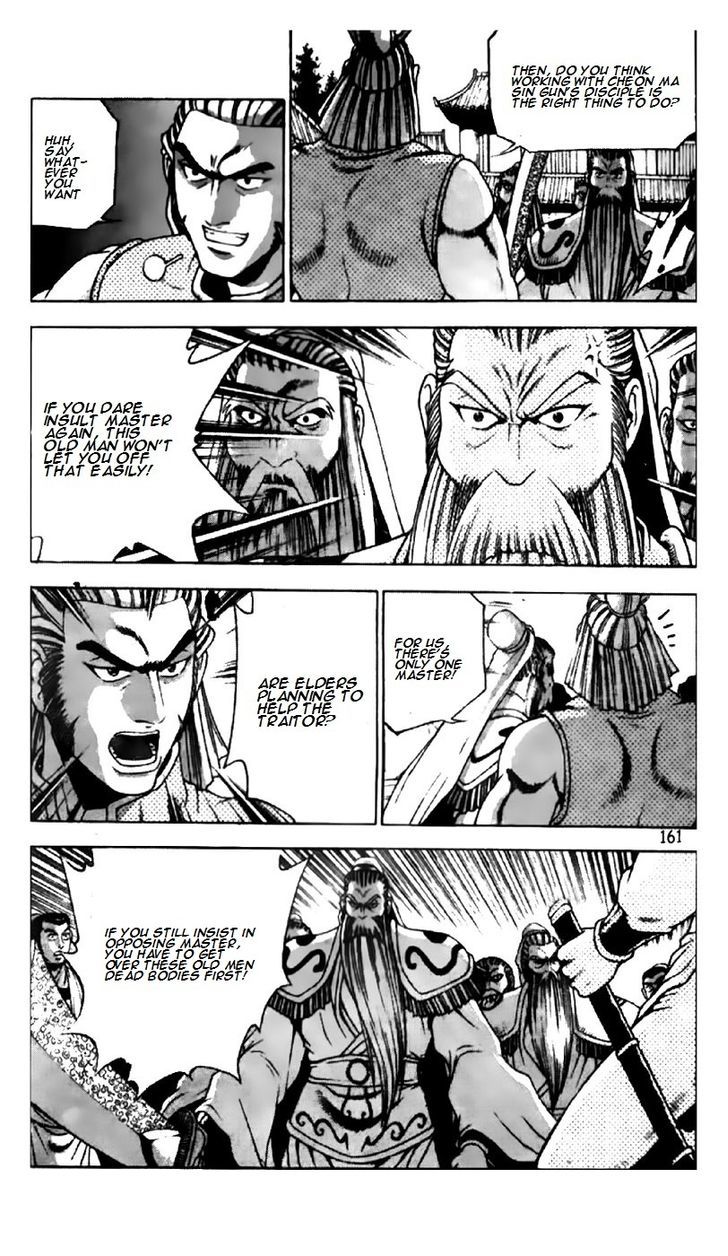 THEN, DO YOU THINK
WORKING WITH CHEON MA
SIN GUN'S DISCIPLE IS
THE RIGHT THING TO DO?
HUH,
SAY
WHAT-
EVER
YOU
WANT
IF YOU DARE
INSULT MASTER
AGAIN, THIS
OLD MAN WON'T
LET YOU OFF
THAT EASILY!
FOR US,
THERE'S
ONLY ONE
MASTER!
ARE ELDERS
PLANNING TO
HELP THE
TRAITOR?
161
IF YOU STILL INSIST IN
OPPOSING MASTER,
YOU HAVE TO GET
OVER THESE OLD MEN
DEAD BODIES FIRST!